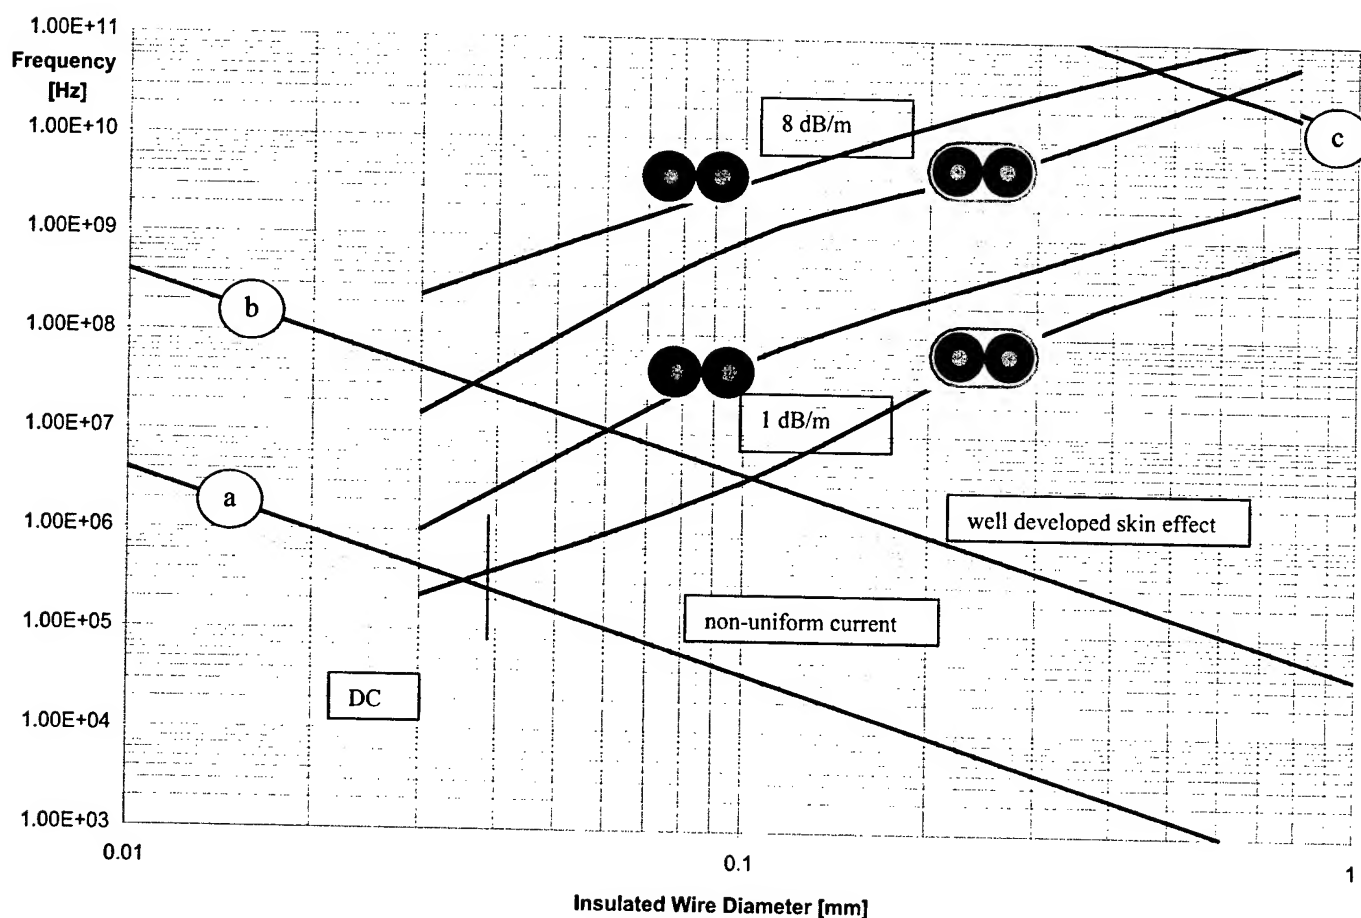 1.00E+11
Frequency
[Hz]
1.00E+10
8 dB/m
c
1.00E+09
b
1.00E+08
1.00E+07
1 dB/m
a
1.00E+06
well developed skin effect
1.00E+05
non-uniform current
DC
1.00E+04
1.00E+03
0.01
0.1
1
Insulated Wire Diameter [mm]